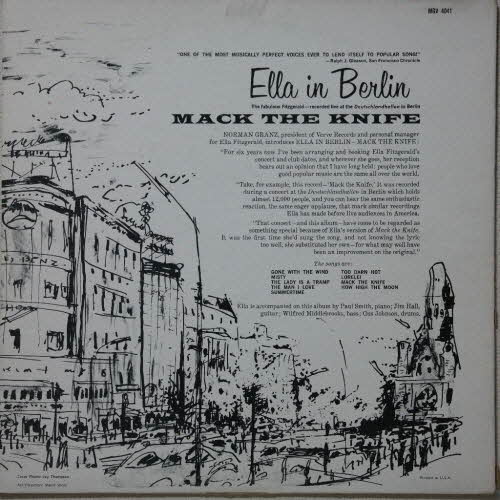 MGV 4041
"ONE OF THE MOST MUSICALLY PERFECT VOICES EVER TO LEND ITSELF TO POPULAR SONG!"
—Ralph J. Gleason, San Francisco Chronicle
Ella in Berlin
The fabulous Fitzgerald—recorded live at the Deutschlandhallen in Berlin
MACK THE KNIFE
NORMAN GRANZ, president of Verve Records and personal manager
for Ella Fitzgerald, introduces ELLA IN BERLIN – MACK THE KNIFE:
"For six years now I've been arranging and booking Ella Fitzgerald's
concert and club dates, and wherever she goes, her reception
bears out an opinion that I have long held: people who love
good popular music are the same all over the world.
"Take, for example, this record—'Mack the Knife.' It was recorded
during a concert at the Deutschlandhallen in Berlin which holds
almost 12,000 people, and you can hear the same enthusiastic
reaction, the same eager applause, that mark similar recordings
Ella has made before live audiences in America.
"That concert – and this album – have come to be regarded as
something special because of Ella's version of Mack the Knife.
It was the first time she'd sung the song, and not knowing the lyric
too well, she substituted her own – for what may well have
been an improvement on the original."
The songs are:
GONE WITH THE WIND
MISTY
THE LADY IS A TRAMP
THE MAN I LOVE
SUMMERTIME
TOO DARN HOT
LORELEI
MACK THE KNIFE
HOW HIGH THE MOON
Ella is accompanied on this album by Paul Smith, piano; Jim Hall,
guitar; Wilfred Middlebrooks, bass; Gus Johnson, drums.
BENZ
Cover Sketch: Jay Thompson
Art Direction: Merle Shore
Printed in U.S.A.